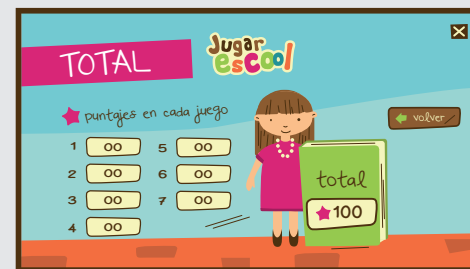 TOTAL
Jugar
esCool
puntajes en cada juego
volver
1 00
2 00
3 00
4 00
5 00
6 00
7 00
total
100